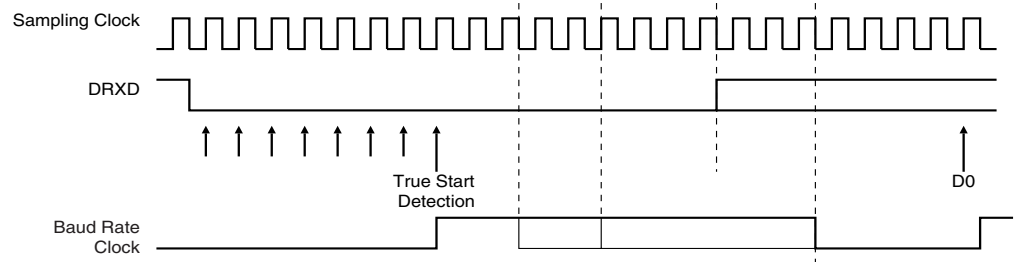 Sampling Clock
DRXD
True Start
Detection
D0
Baud Rate
Clock